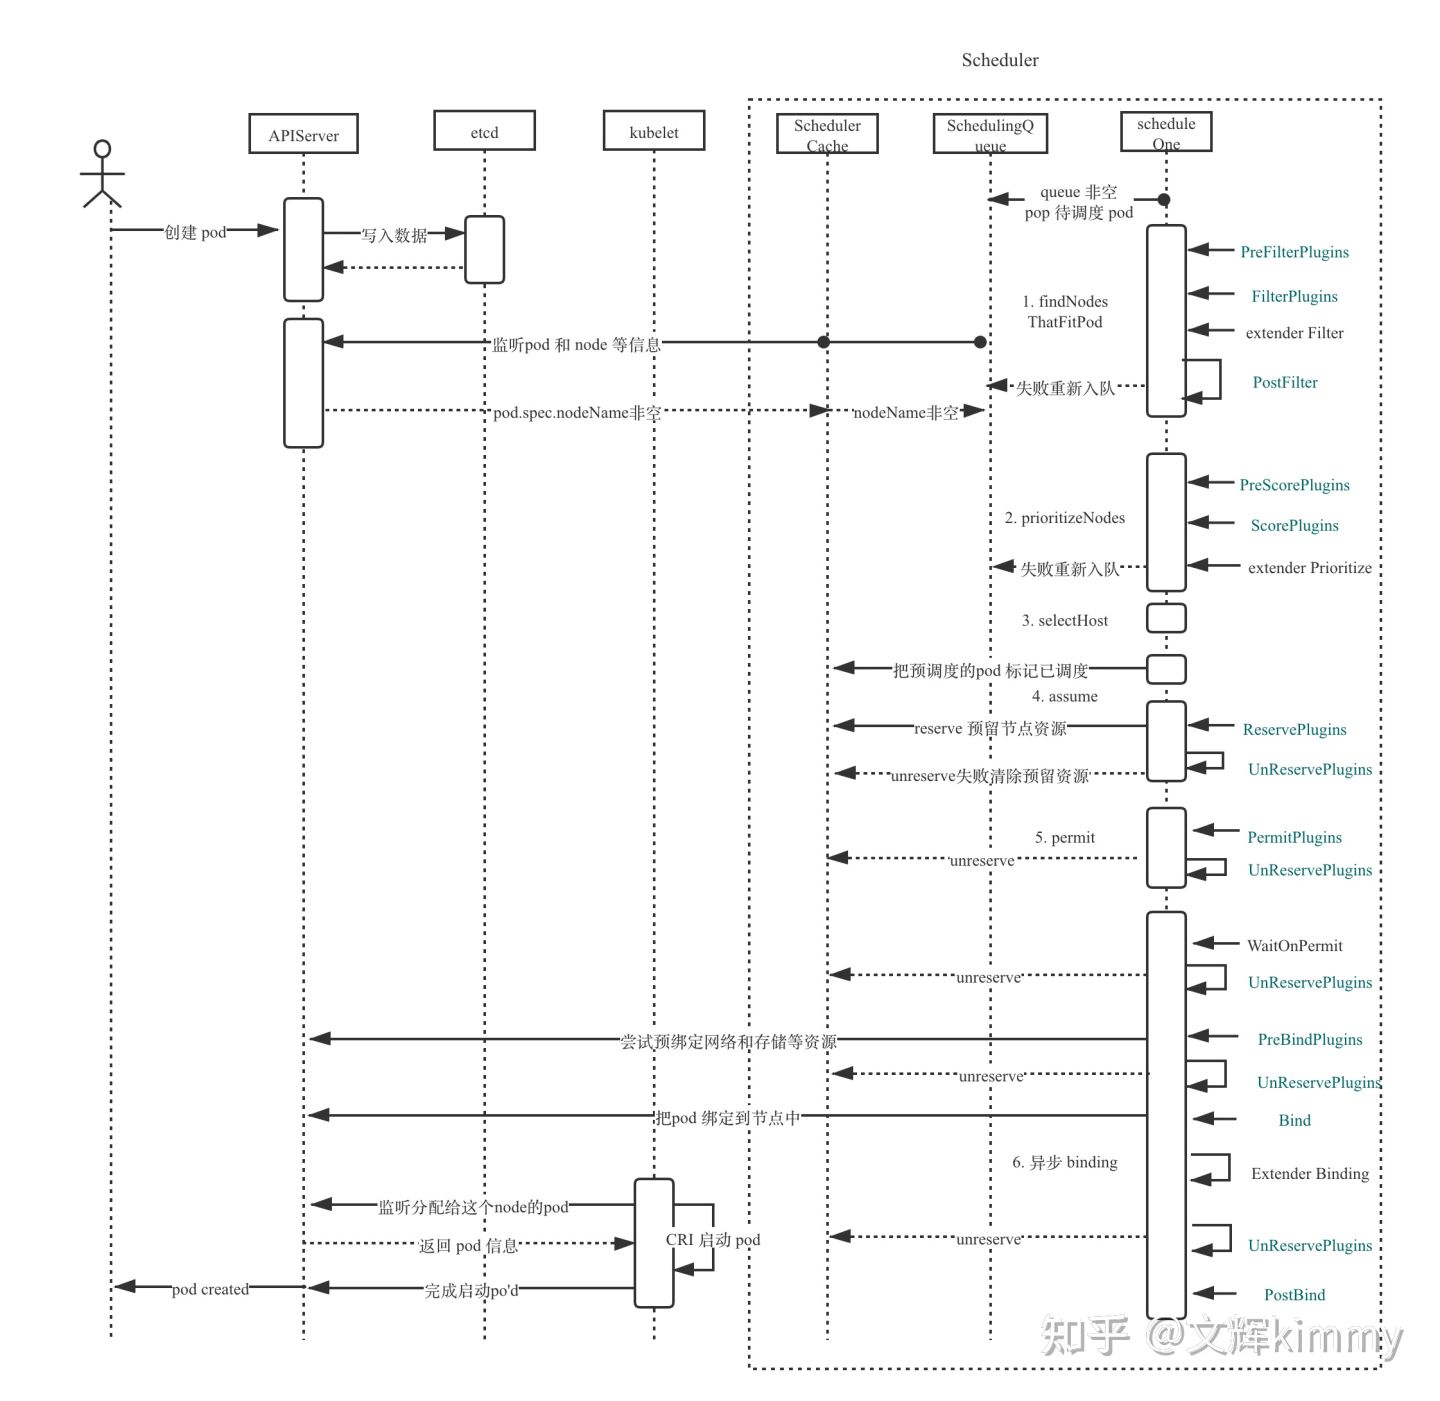 Scheduler
APIServer
etcd
kubelet
Scheduler
Cache
SchedulingQ
ueue
schedule
One
queue 非空
pop 待调度 pod
创建 pod
写入数据
PreFilterPlugins
FilterPlugins
1. findNodes
ThatFitPod
extender Filter
监听pod 和 node 等信息
PostFilter
失败重新入队
pod.spec.nodeName非空
nodeName非空
PreScorePlugins
2. prioritizeNodes
ScorePlugins
失败重新入队
extender Prioritize
3. selectHost
把预调度的pod 标记已调度
4. assume
reserve 预留节点资源
ReservePlugins
unreserve失败清除预留资源
UnReservePlugins
5. permit
PermitPlugins
unreserve
UnReservePlugins
WaitOnPermit
unreserve
UnReservePlugins
尝试预绑定网络和存储等资源
PreBindPlugins
unreserve
UnReservePlugins
把pod 绑定到节点中
Bind
6. 异步 binding
Extender Binding
监听分配给这个node的pod
CRI 启动 pod
返回 pod 信息
unreserve
UnReservePlugins
pod created
完成启动po'd
PostBind
知乎 @文辉kimmy